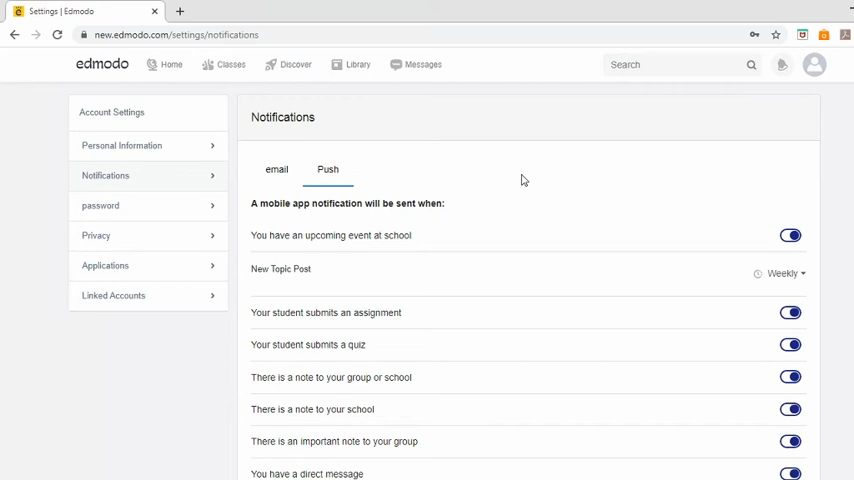 Settings | Edmodo
new.edmodo.com/settings/notifications
edmodo Home Classes Discover Library Messages Search
Account Settings
Personal Information
Notifications
password
Privacy
Applications
Linked Accounts
Notifications
email Push
A mobile app notification will be sent when:
You have an upcoming event at school
New Topic Post Weekly
Your student submits an assignment
Your student submits a quiz
There is a note to your group or school
There is a note to your school
There is an important note to your group
You have a direct message